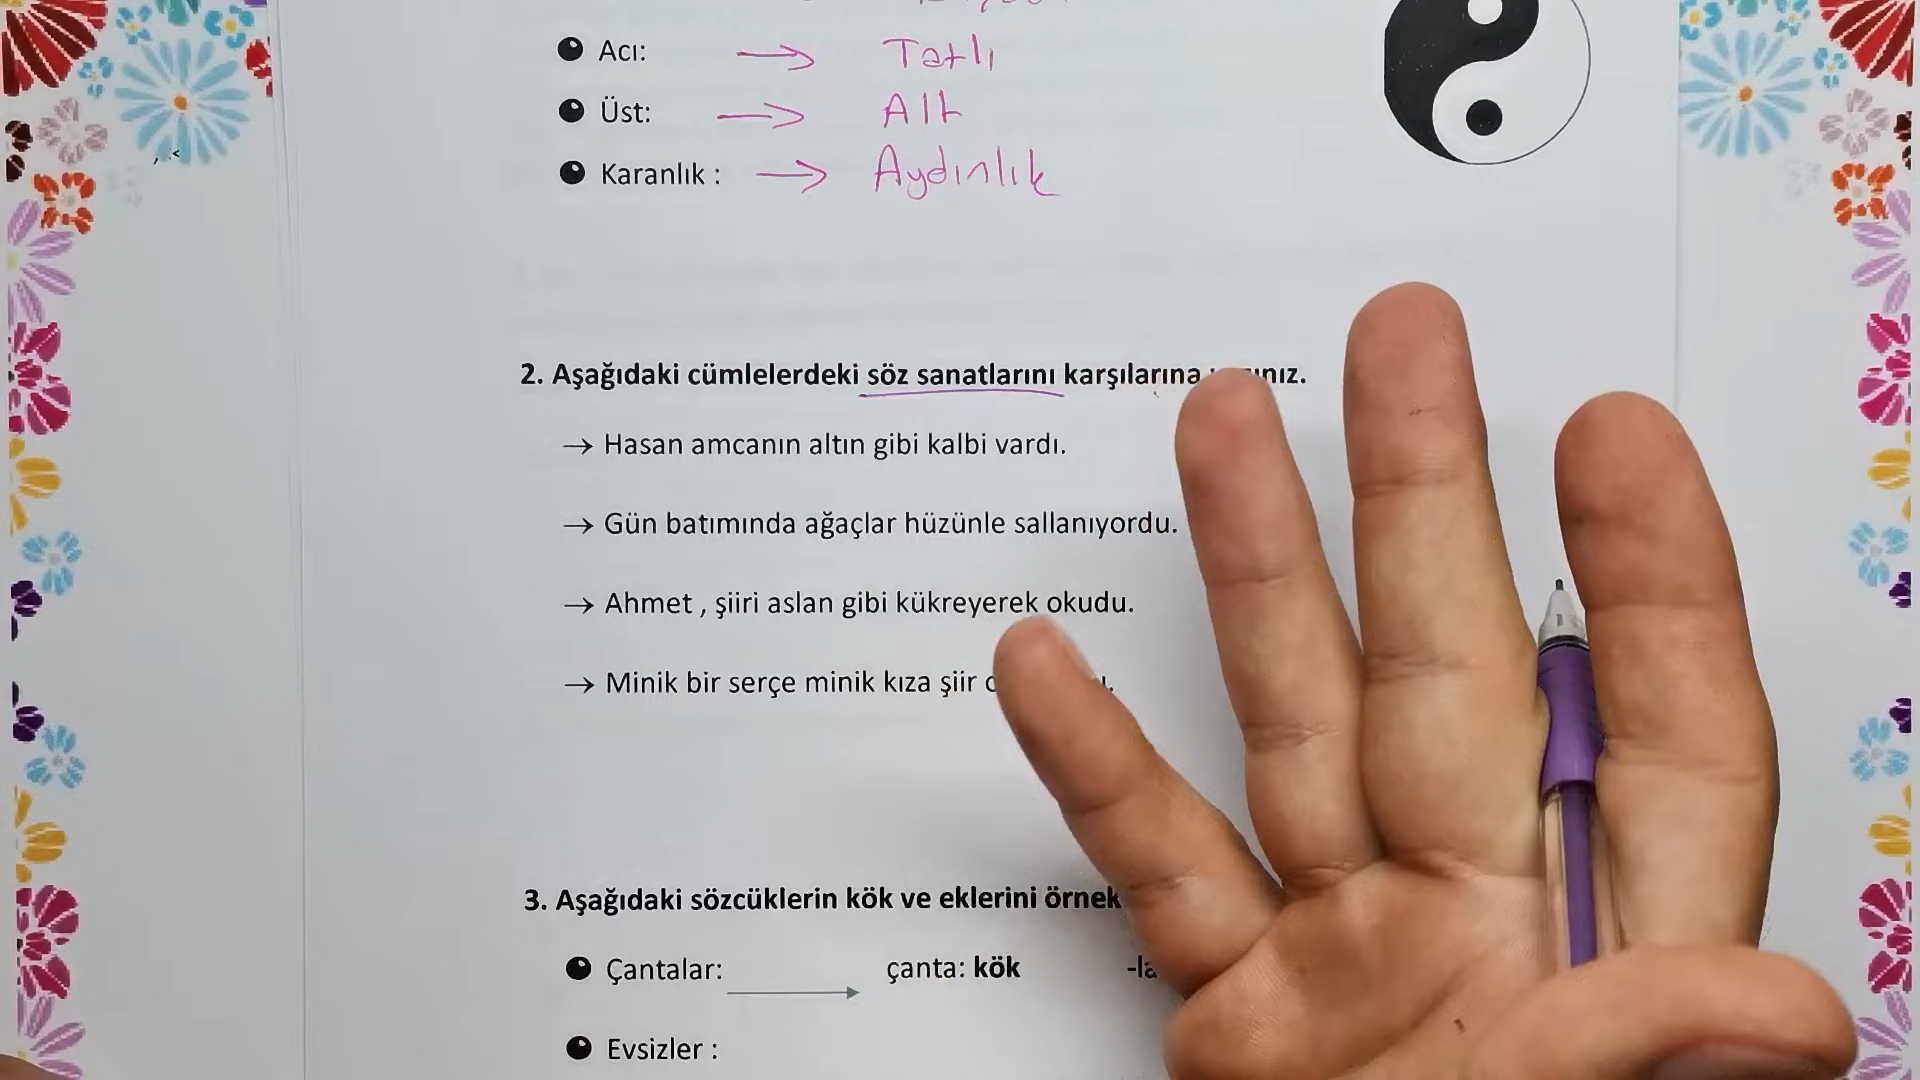 Acı: → Tatlı
Üst: → Alt
Karanlık : → Aydınlık
2. Aşağıdaki cümlelerdeki söz sanatlarını karşılarına
→ Hasan amcanın altın gibi kalbi vardı.
→ Gün batımında ağaçlar hüzünle sallanıyordu.
→ Ahmet , şiiri aslan gibi kükreyerek okudu.
→ Minik bir serçe minik kıza şiir
3. Aşağıdaki sözcüklerin kök ve eklerini örnek
Çantalar: çanta: kök
Evsizler :